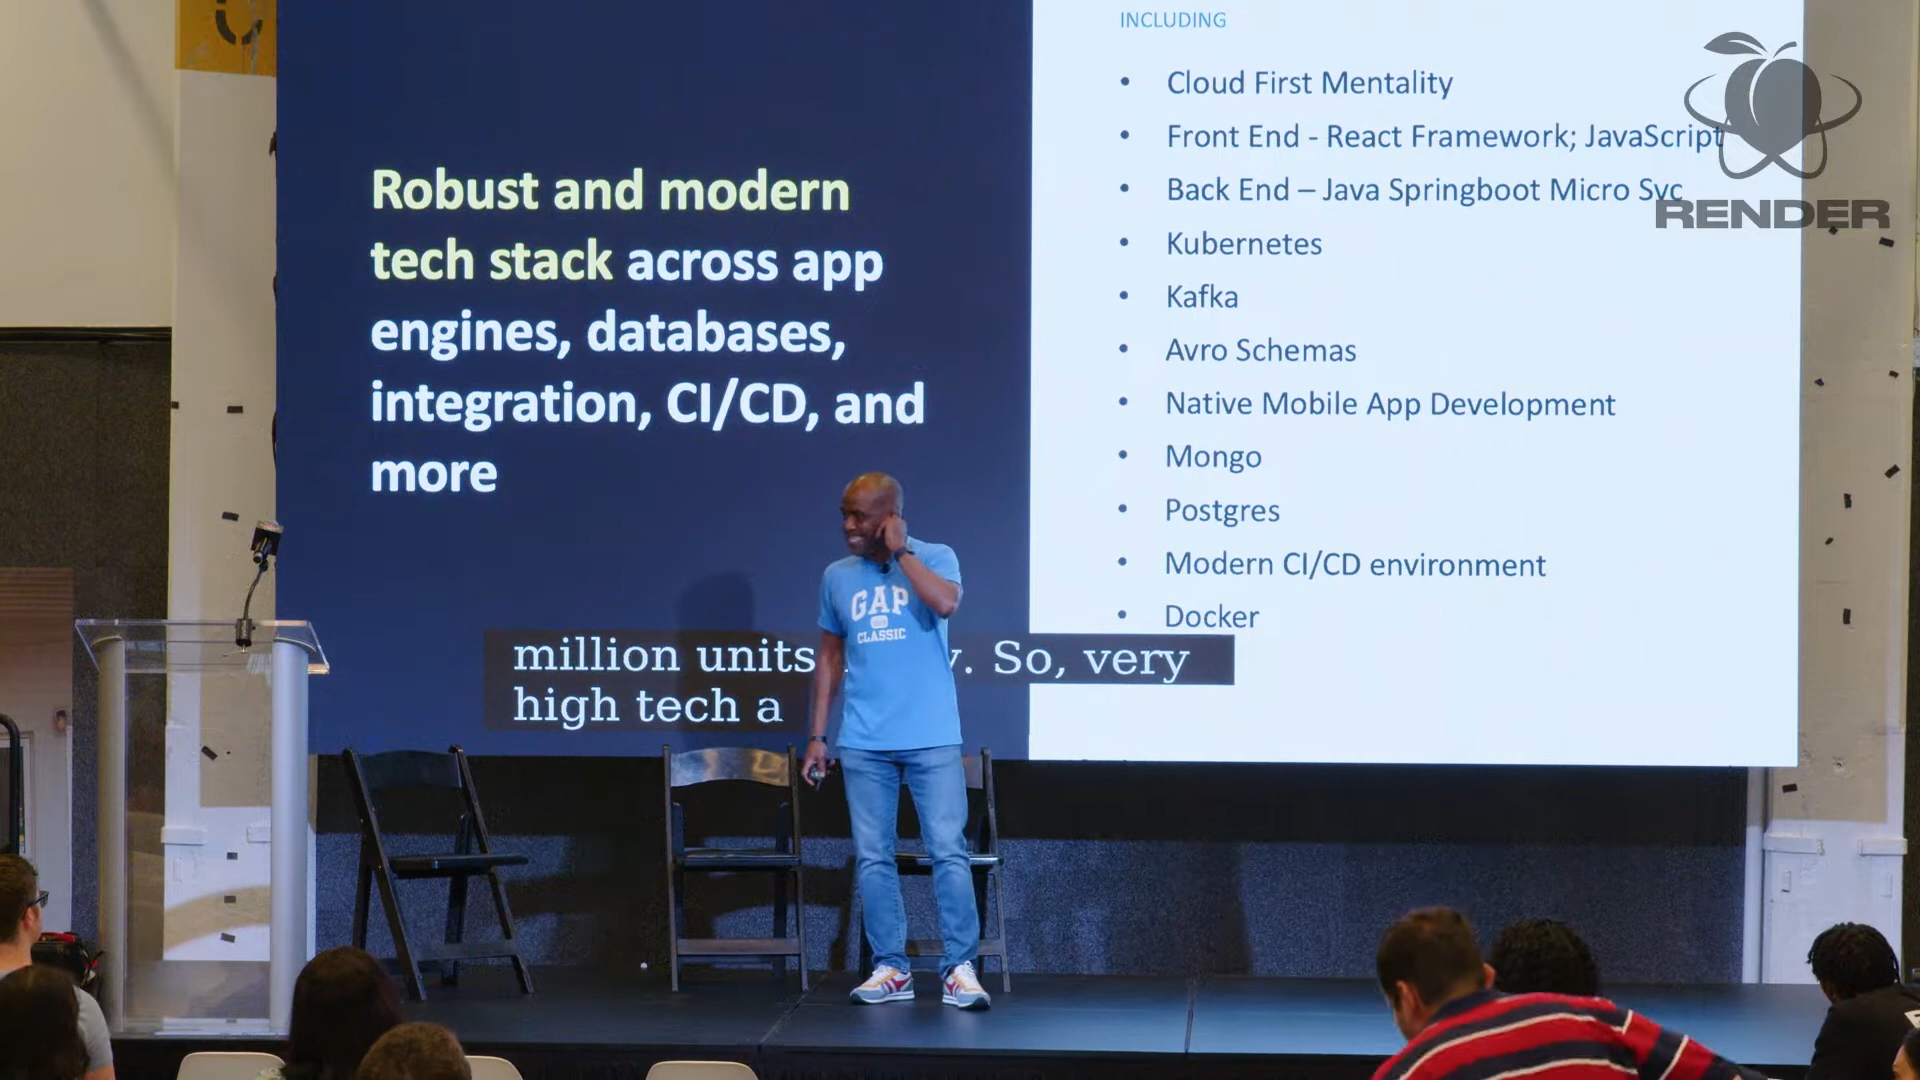 Robust and modern
tech stack across app
engines, databases,
integration, CI/CD, and
more
INCLUDING
• Cloud First Mentality
• Front End - React Framework; JavaScript
• Back End – Java Springboot Micro Svc
• Kubernetes
• Kafka
• Avro Schemas
• Native Mobile App Development
• Mongo
• Postgres
• Modern CI/CD environment
• Docker
RENDER
GAP
CLASSIC
million units So, very
high tech a